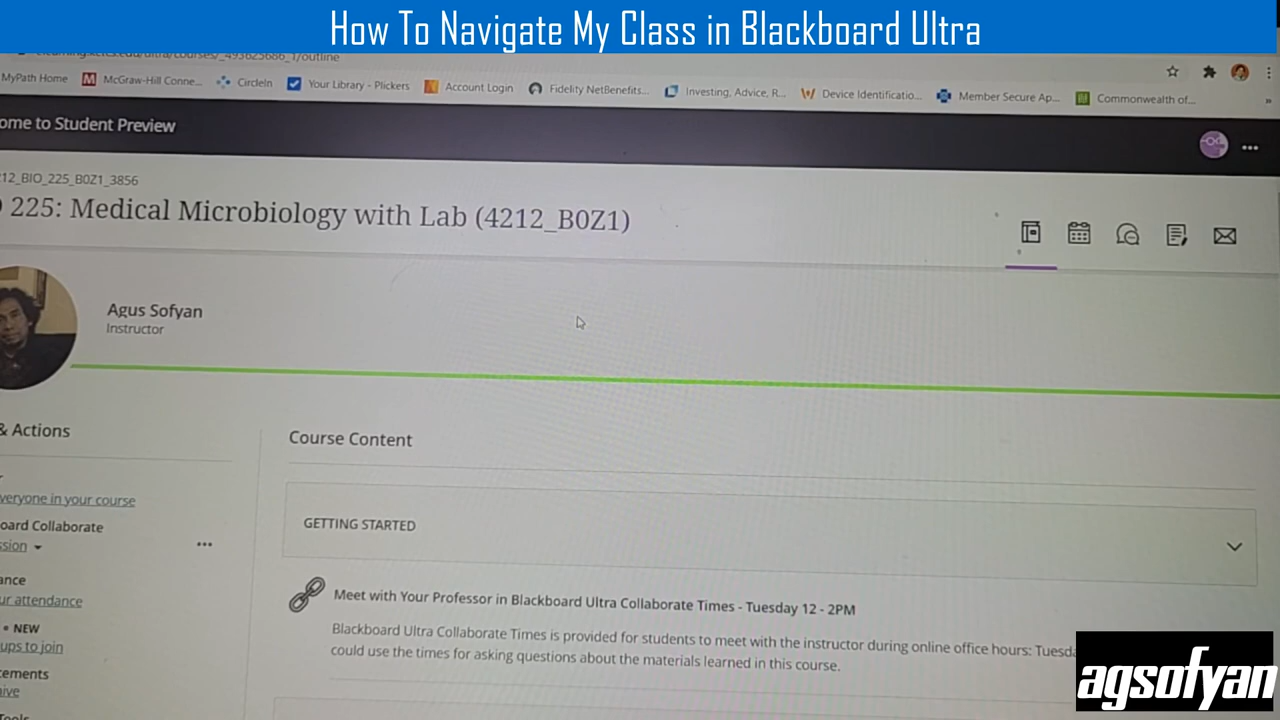 How To Navigate My Class in Blackboard Ultra
MyPath Home McGraw-Hill Conne... CircleIn Your Library - Plickers Account Login Fidelity NetBenefits... Investing, Advice, R... Device Identificatio... Member Secure Ap... Commonwealth of...
ome to Student Preview
12_BIO_225_B0Z1_3856
225: Medical Microbiology with Lab (4212_B0Z1)
Agus Sofyan
Instructor
& Actions
Course Content
veryone in your course
GETTING STARTED
oard Collaborate
ssion
ance
ur attendance
Meet with Your Professor in Blackboard Ultra Collaborate Times - Tuesday 12 - 2PM
• NEW
ups to join
Blackboard Ultra Collaborate Times is provided for students to meet with the instructor during online office hours: Tuesda
could use the times for asking questions about the materials learned in this course.
cements
hive
Tools
agsofyan